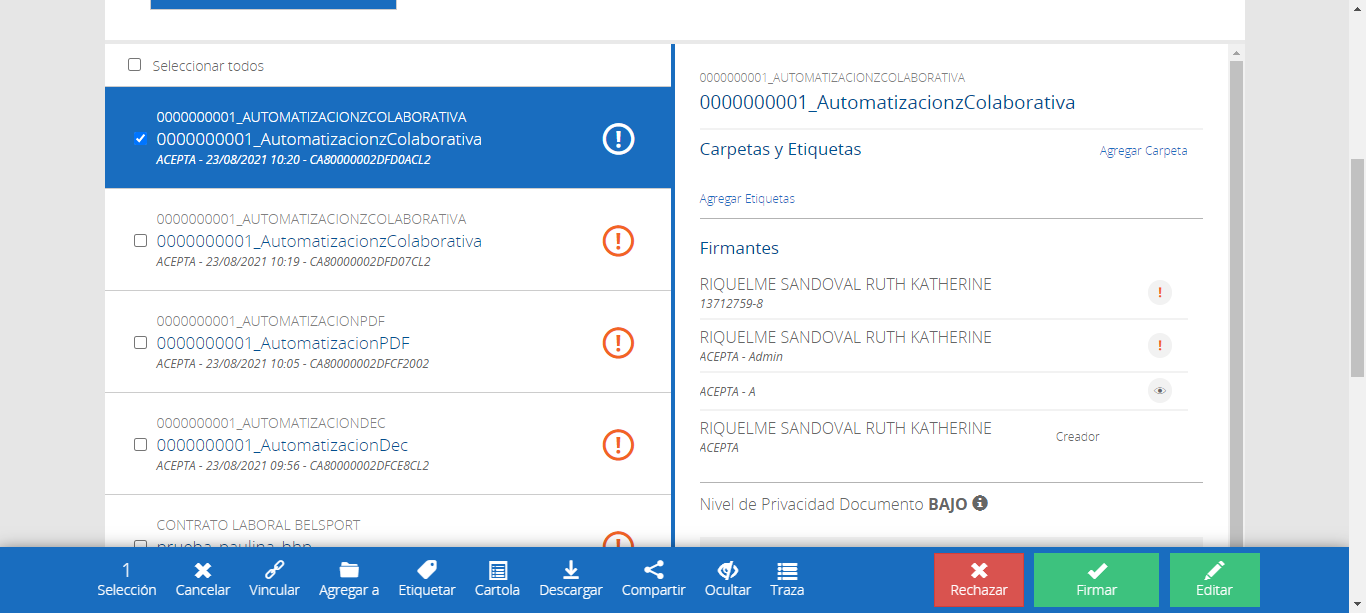 Seleccionar todos
0000000001_AUTOMATIZACIONZCOLABORATIVA
0000000001_AutomatizacionzColaborativa
ACEPTA - 23/08/2021 10:20 - CA80000002DFD0ACL2
0000000001_AUTOMATIZACIONZCOLABORATIVA
0000000001_AutomatizacionzColaborativa
ACEPTA - 23/08/2021 10:19 - CA80000002DFD07CL2
0000000001_AUTOMATIZACIONPDF
0000000001_AutomatizacionPDF
ACEPTA - 23/08/2021 10:05 - CA80000002DFCF2002
0000000001_AUTOMATIZACIONDEC
0000000001_AutomatizacionDec
ACEPTA - 23/08/2021 09:56 - CA80000002DFCE8CL2
CONTRATO LABORAL BELSPORT
prueba_paulina_bhp
0000000001_AUTOMATIZACIONZCOLABORATIVA
0000000001_AutomatizacionzColaborativa
Carpetas y Etiquetas
Agregar Carpeta
Agregar Etiquetas
Firmantes
RIQUELME SANDOVAL RUTH KATHERINE
13712759-8
RIQUELME SANDOVAL RUTH KATHERINE
ACEPTA - Admin
ACEPTA - A
RIQUELME SANDOVAL RUTH KATHERINE
ACEPTA
Creador
Nivel de Privacidad Documento BAJO
1
Selección
Cancelar
Vincular
Agregar a
Etiquetar
Cartola
Descargar
Compartir
Ocultar
Traza
Rechazar
Firmar
Editar